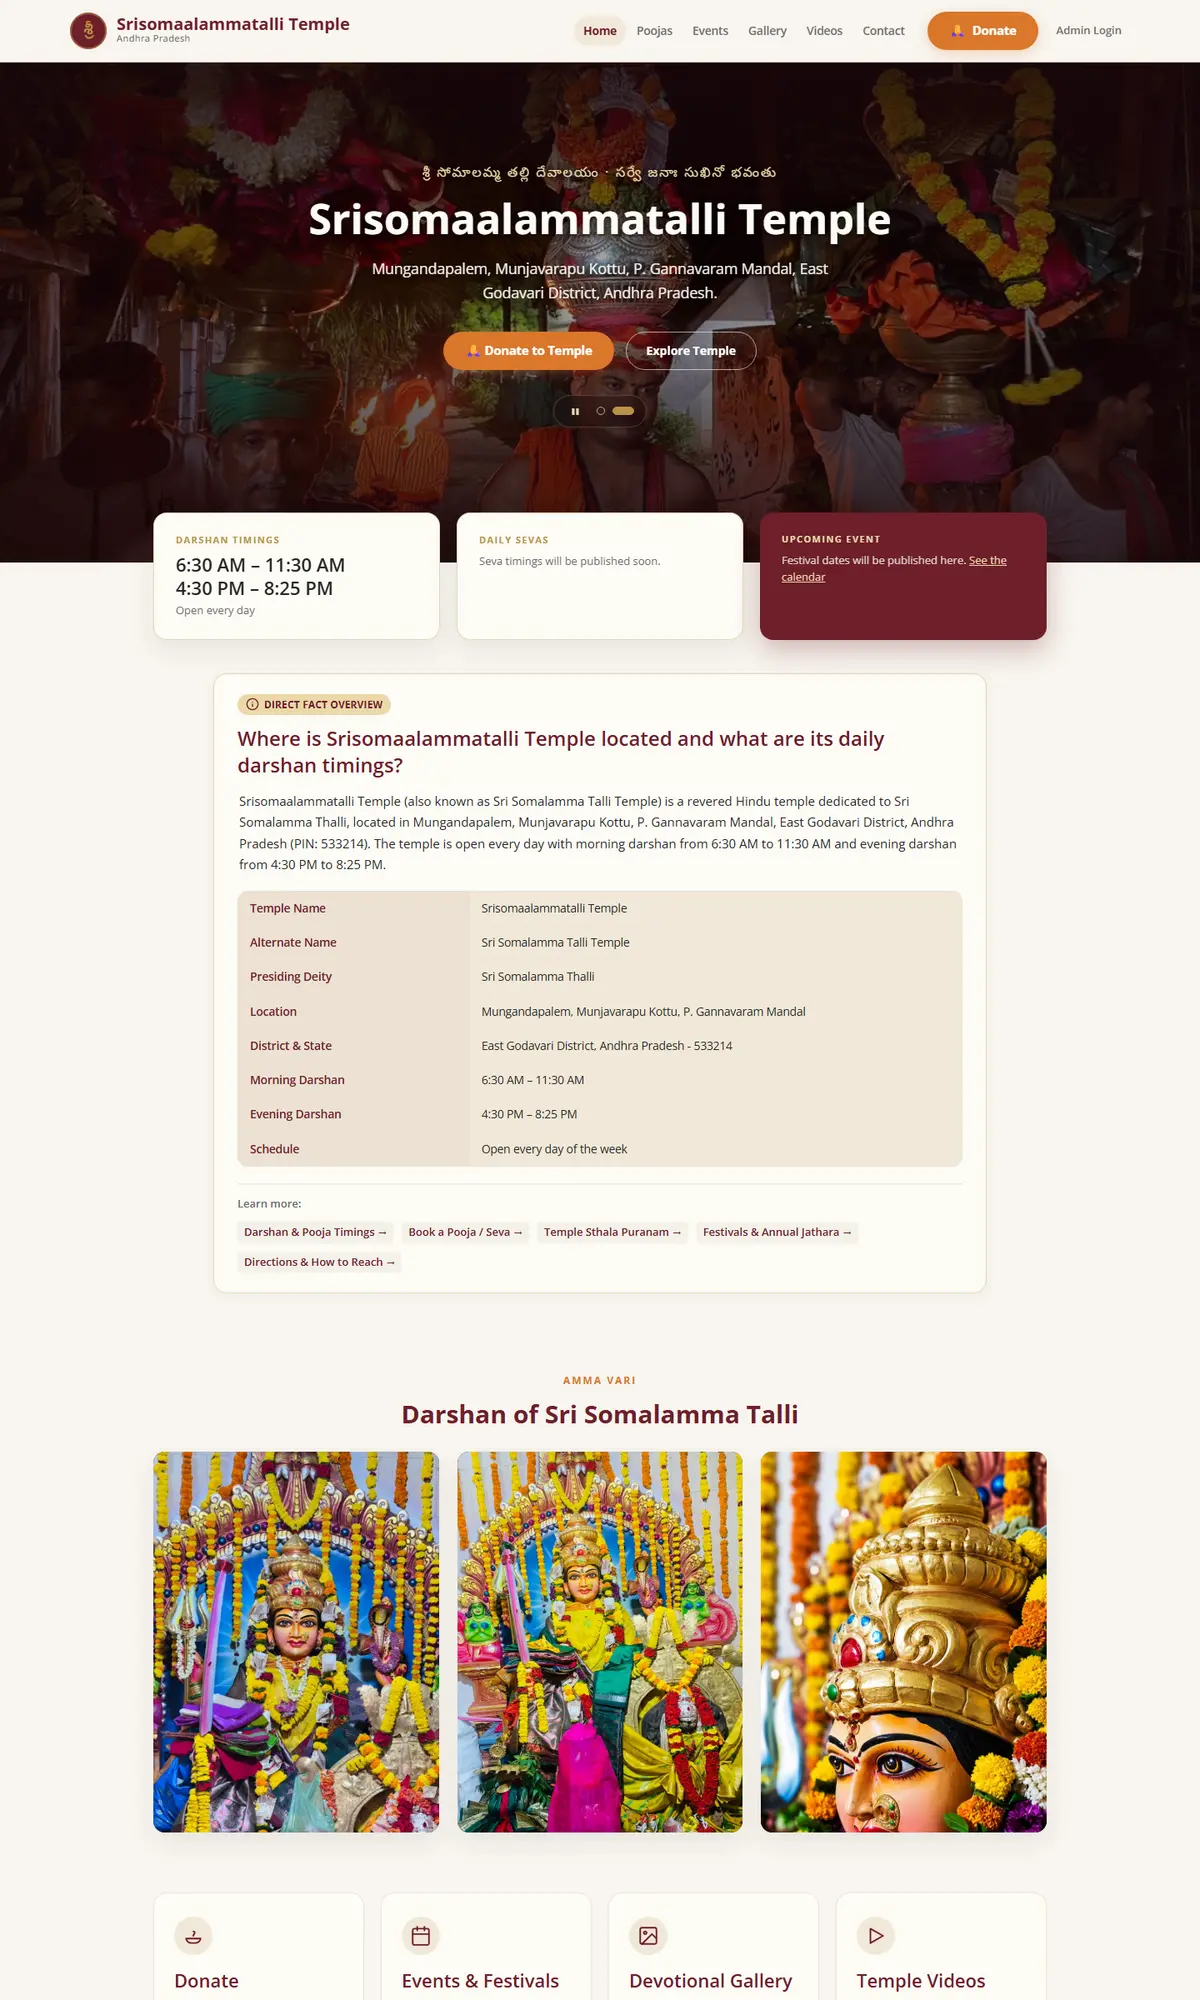 శ్రీ
Srisomaalammatalli Temple
Andhra Pradesh
Home
Poojas
Events
Gallery
Videos
Contact
Donate
Admin Login
శ్రీ సోమాలమ్మ తల్లి దేవాలయం · సర్వే జనాః సుఖినో భవంతు
Srisomaalammatalli Temple
Mungandapalem, Munjavarapu Kottu, P. Gannavaram Mandal, East
Godavari District, Andhra Pradesh.
Donate to Temple
Explore Temple
DARSHAN TIMINGS
6:30 AM – 11:30 AM
4:30 PM – 8:25 PM
Open every day
DAILY SEVAS
Seva timings will be published soon.
UPCOMING EVENT
Festival dates will be published here. See the
calendar
DIRECT FACT OVERVIEW
Where is Srisomaalammatalli Temple located and what are its daily
darshan timings?
Srisomaalammatalli Temple (also known as Sri Somalamma Talli Temple) is a revered Hindu temple dedicated to Sri
Somalamma Thalli, located in Mungandapalem, Munjavarapu Kottu, P. Gannavaram Mandal, East Godavari District, Andhra
Pradesh (PIN: 533214). The temple is open every day with morning darshan from 6:30 AM to 11:30 AM and evening darshan
from 4:30 PM to 8:25 PM.
Temple Name
Srisomaalammatalli Temple
Alternate Name
Sri Somalamma Talli Temple
Presiding Deity
Sri Somalamma Thalli
Location
Mungandapalem, Munjavarapu Kottu, P. Gannavaram Mandal
District & State
East Godavari District, Andhra Pradesh - 533214
Morning Darshan
6:30 AM – 11:30 AM
Evening Darshan
4:30 PM – 8:25 PM
Schedule
Open every day of the week
Learn more:
Darshan & Pooja Timings →
Book a Pooja / Seva →
Temple Sthala Puranam →
Festivals & Annual Jathara →
Directions & How to Reach →
AMMA VARI
Darshan of Sri Somalamma Talli
Donate
Events & Festivals
Devotional Gallery
Temple Videos